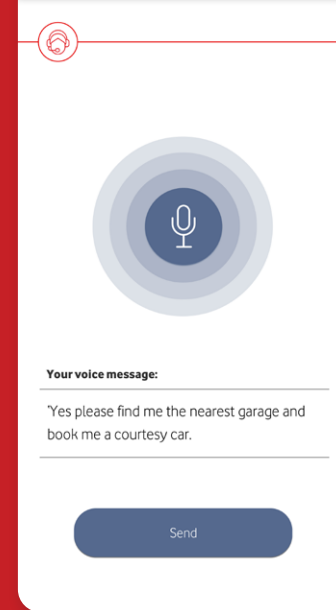 Your voice message:
'Yes please find me the nearest garage and
book me a courtesy car.
Send